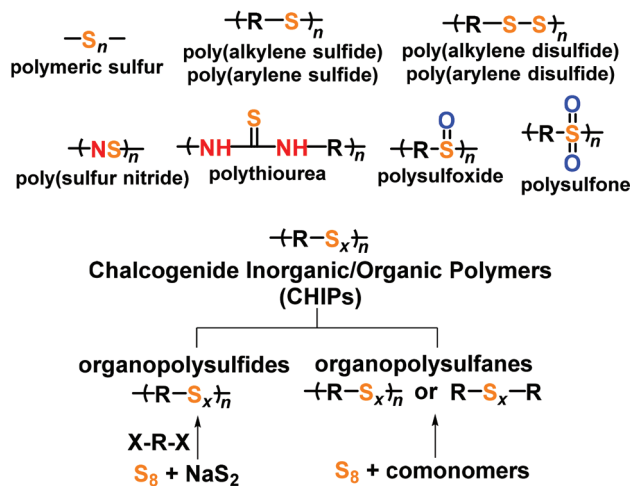 –Sn–
polymeric sulfur
(R–S)n
poly(alkylene sulfide)
poly(arylene sulfide)
(R–S–S)n
poly(alkylene disulfide)
poly(arylene disulfide)
(NS)n
poly(sulfur nitride)
S
(NH NH–R)n
polythiourea
O
(R–S)n
polysulfoxide
O
(R–S)n
O
polysulfone
(R–Sx)n
Chalcogenide Inorganic/Organic Polymers
(CHIPs)
organopolysulfides
(R–Sx)n
X-R-X
S8 + NaS2
organopolysulfanes
(R–Sx)n or R–Sx–R
S8 + comonomers